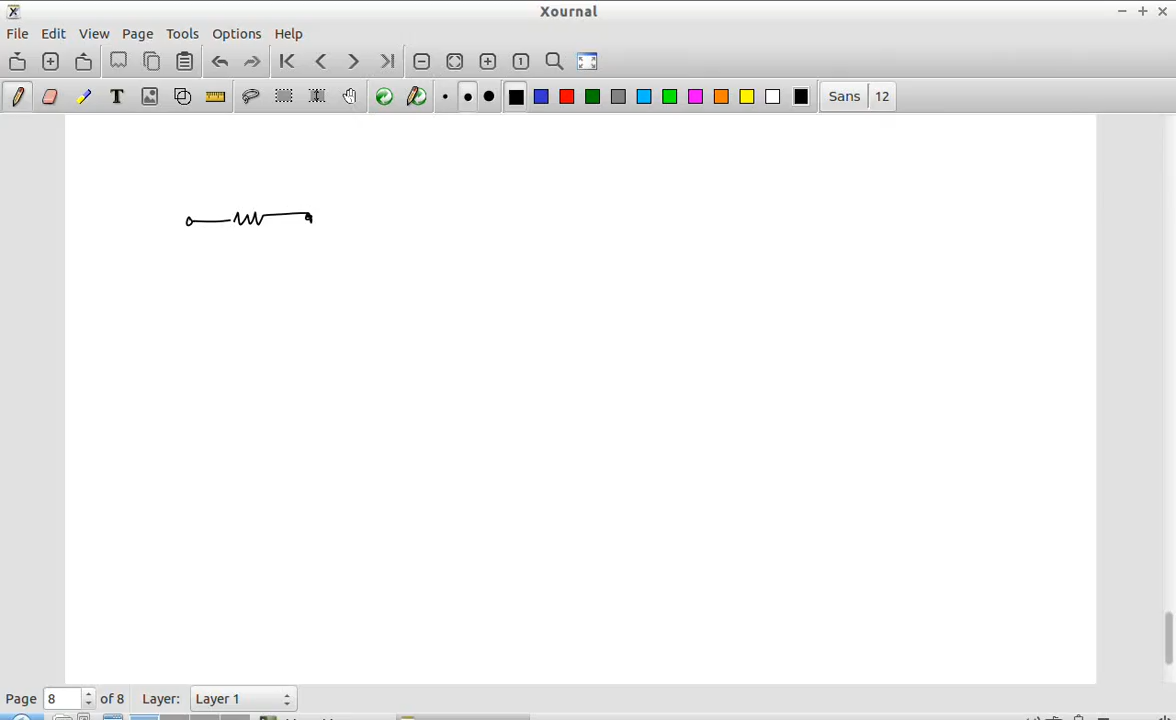 Xournal
File Edit View Page Tools Options Help
T Sans 12
Page 8 of 8 Layer: Layer 1